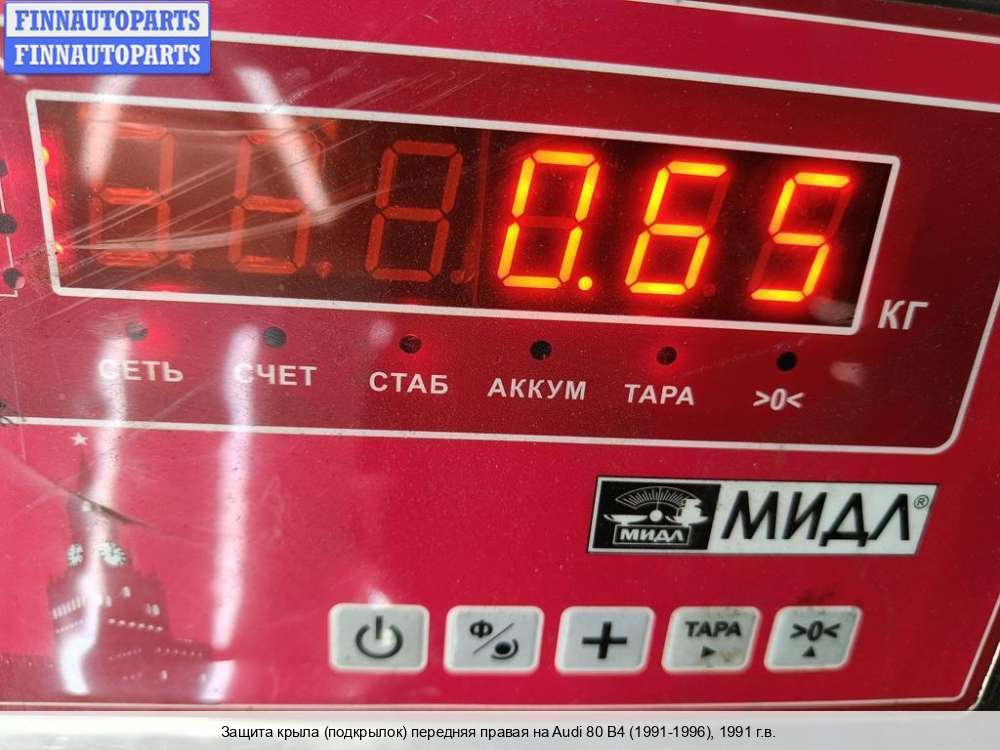 FINNAUTOPARTS
FINNAUTOPARTS
0.65
КГ
СЕТЬ СЧЕТ СТАБ АККУМ ТАРА >0<
МИДЛ МИДЛ®
Ф ТАРА >0<
Защита крыла (подкрылок) передняя правая на Audi 80 B4 (1991-1996), 1991 г.в.